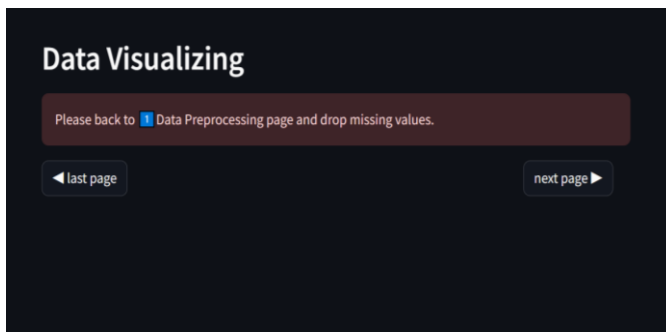 Data Visualizing
Please back to 1️⃣ Data Preprocessing page and drop missing values.
◀ last page
next page ▶